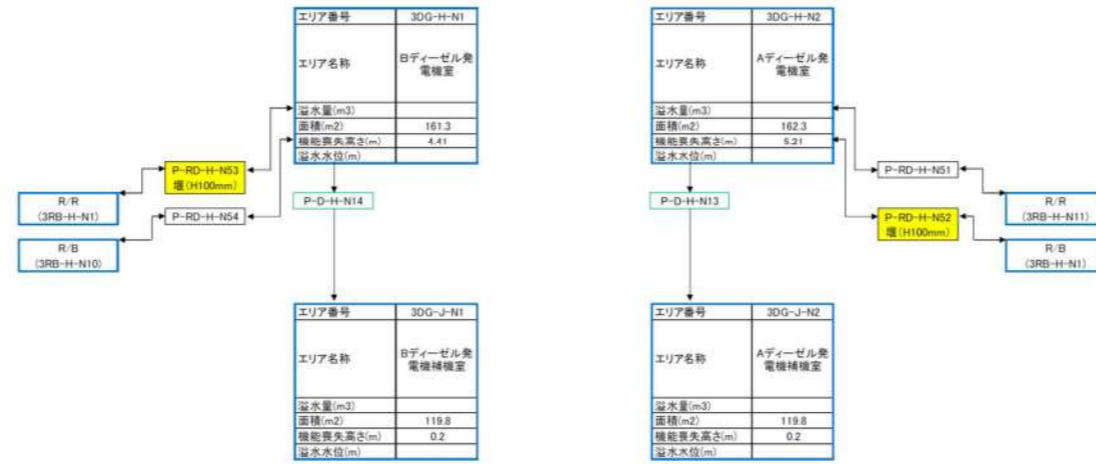 エリア番号 3DG-H-N1
エリア名称 Bディーゼル発
電機室
溢水量(m3)
面積(m2) 161.3
機能喪失高さ(m) 4.41
溢水水位(m)
P-RD-H-N53
堰(H100mm)
R/R
(3RB-H-N1)
P-RD-H-N54
R/B
(3RB-H-N10)
P-D-H-N14
エリア番号 3DG-J-N1
エリア名称 Bディーゼル発
電機補機室
溢水量(m3)
面積(m2) 119.8
機能喪失高さ(m) 0.2
溢水水位(m)
エリア番号 3DG-H-N2
エリア名称 Aディーゼル発
電機室
溢水量(m3)
面積(m2) 162.3
機能喪失高さ(m) 5.21
溢水水位(m)
P-RD-H-N51
R/R
(3RB-H-N11)
P-RD-H-N52
堰(H100mm)
R/B
(3RB-H-N1)
P-D-H-N13
エリア番号 3DG-J-N2
エリア名称 Aディーゼル発
電機補機室
溢水量(m3)
面積(m2) 119.8
機能喪失高さ(m) 0.2
溢水水位(m)